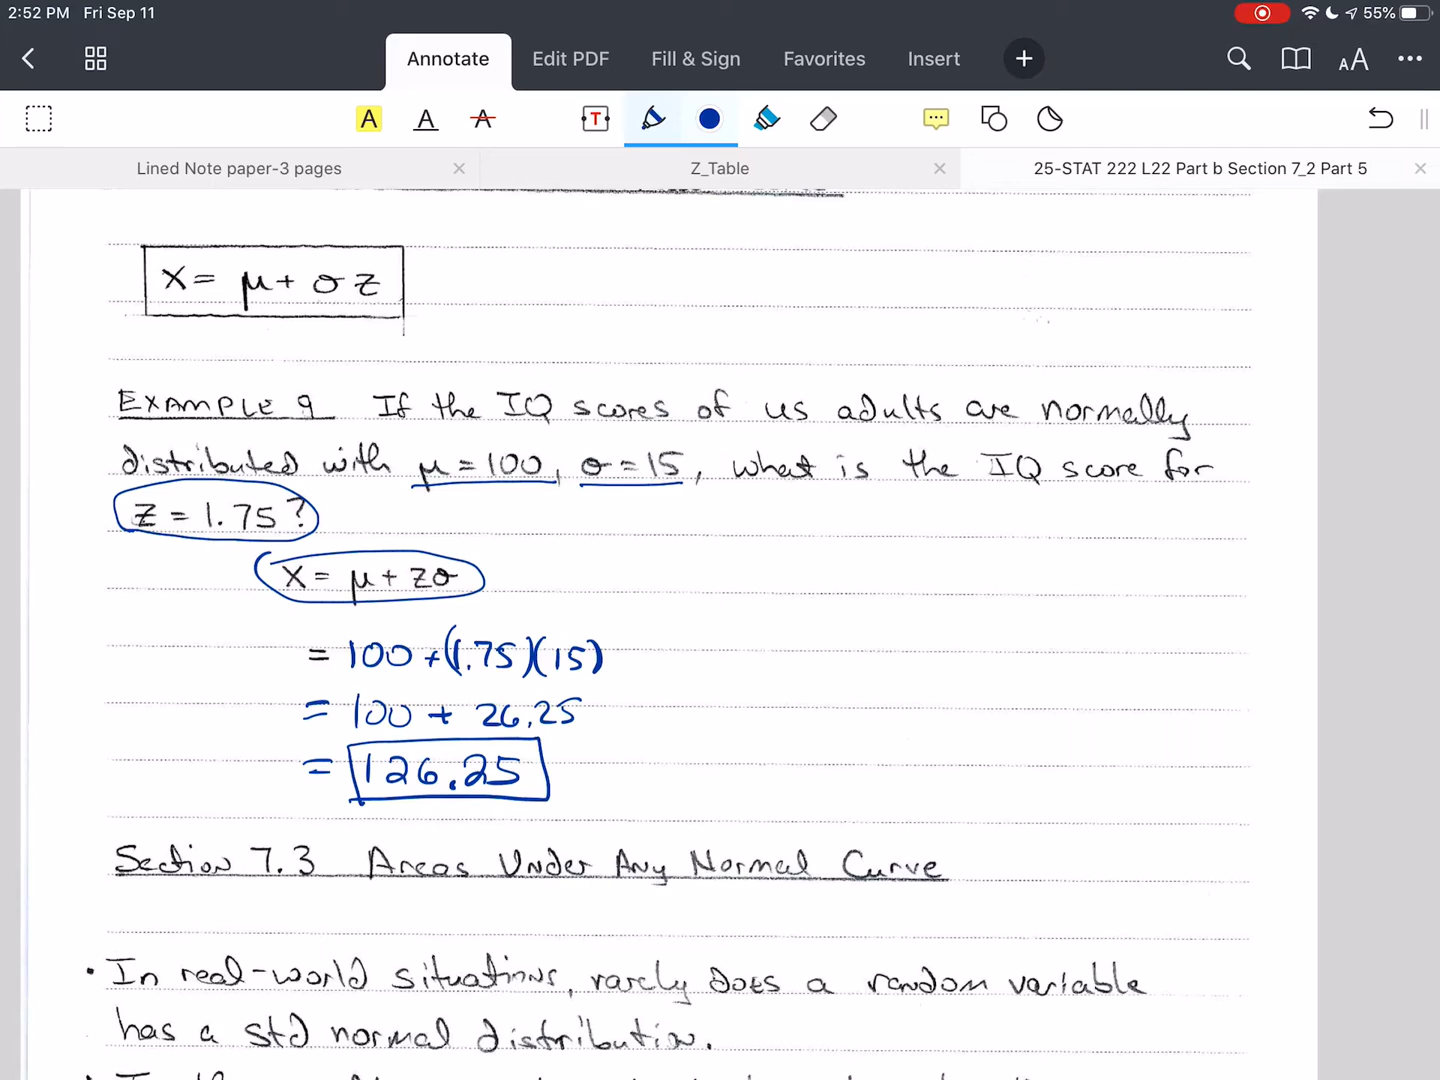 2:52 PM Fri Sep 11 55%
Annotate Edit PDF Fill & Sign Favorites Insert
A A A T
Lined Note paper-3 pages Z_Table 25-STAT 222 L22 Part b Section 7_2 Part 5
X = μ + σ z
EXAMPLE 9 If the IQ scores of us adults are normally
distributed with μ = 100, σ = 15, what is the IQ score for
Z = 1.75?
X = μ + zσ
= 100 + (1.75)(15)
= 100 + 26.25
= 126.25
Section 7.3 Areas Under Any Normal Curve
• In real-world situations, rarely does a random variable
has a std normal distribution.